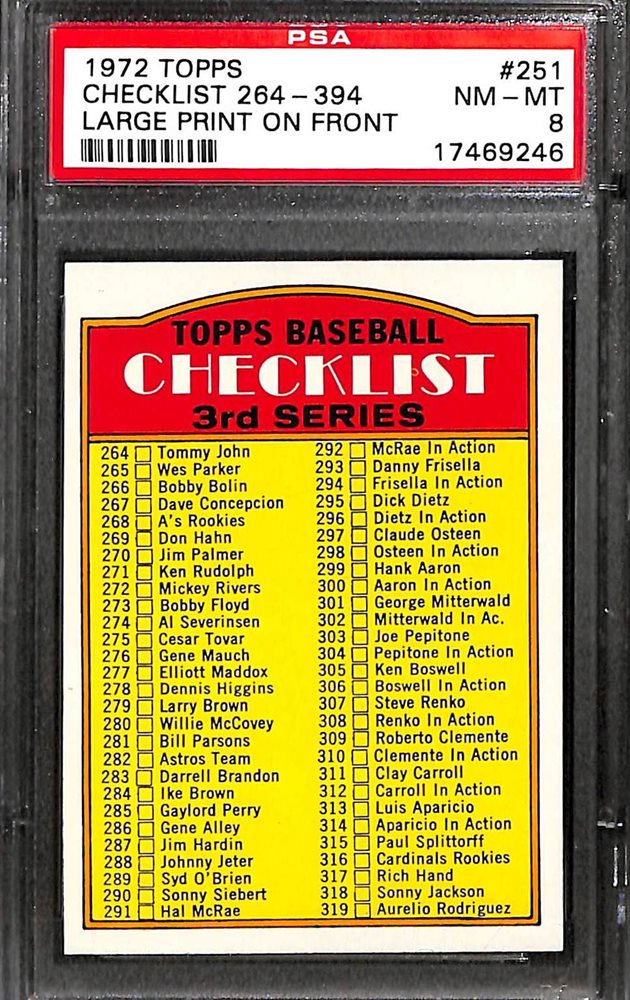 PSA
1972 TOPPS #251
CHECKLIST 264-394 NM-MT
LARGE PRINT ON FRONT 8
17469246
TOPPS BASEBALL
CHECKLIST
3rd SERIES
264 Tommy John
265 Wes Parker
266 Bobby Bolin
267 Dave Concepcion
268 A's Rookies
269 Don Hahn
270 Jim Palmer
271 Ken Rudolph
272 Mickey Rivers
273 Bobby Floyd
274 Al Severinsen
275 Cesar Tovar
276 Gene Mauch
277 Elliott Maddox
278 Dennis Higgins
279 Larry Brown
280 Willie McCovey
281 Bill Parsons
282 Astros Team
283 Darrell Brandon
284 Ike Brown
285 Gaylord Perry
286 Gene Alley
287 Jim Hardin
288 Johnny Jeter
289 Syd O'Brien
290 Sonny Siebert
291 Hal McRae
292 McRae In Action
293 Danny Frisella
294 Frisella In Action
295 Dick Dietz
296 Dietz In Action
297 Claude Osteen
298 Osteen In Action
299 Hank Aaron
300 Aaron In Action
301 George Mitterwald
302 Mitterwald In Ac.
303 Joe Pepitone
304 Pepitone In Action
305 Ken Boswell
306 Boswell In Action
307 Steve Renko
308 Renko In Action
309 Roberto Clemente
310 Clemente In Action
311 Clay Carroll
312 Carroll In Action
313 Luis Aparicio
314 Aparicio In Action
315 Paul Splittorff
316 Cardinals Rookies
317 Rich Hand
318 Sonny Jackson
319 Aurelio Rodriguez